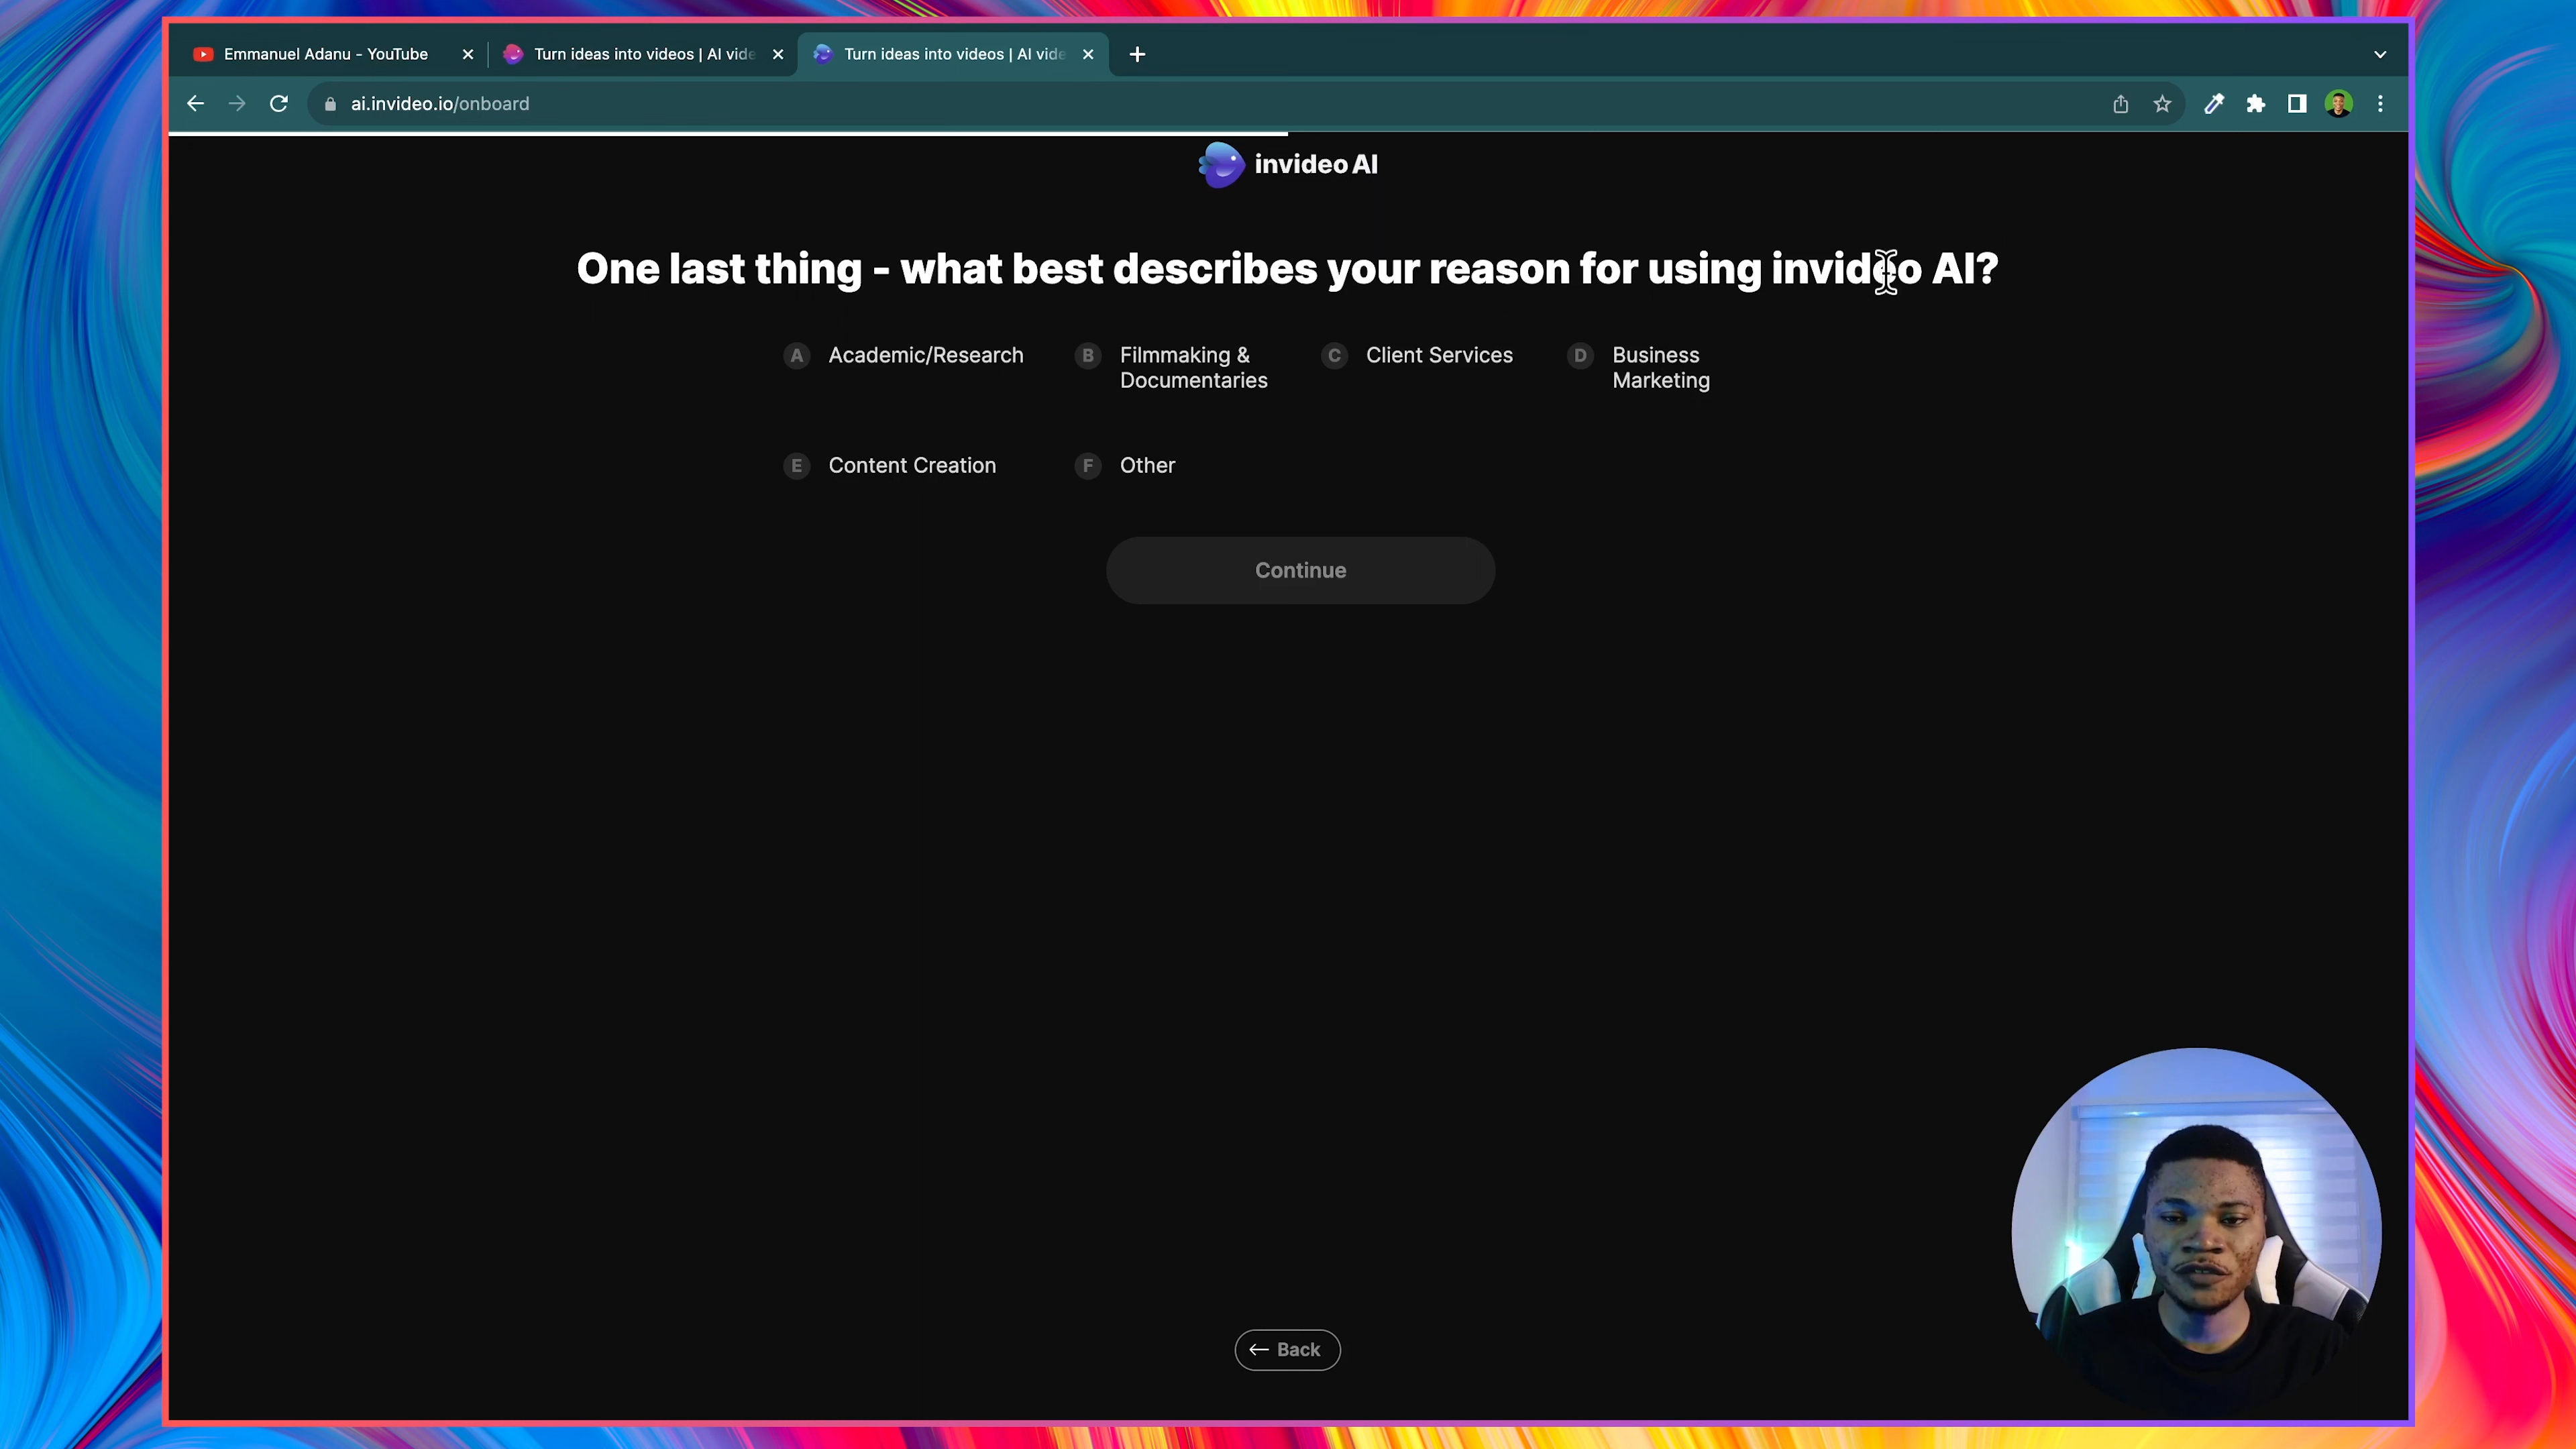 Emmanuel Adanu - YouTube
Turn ideas into videos | AI vide
Turn ideas into videos | AI vide
ai.invideo.io/onboard
invideo AI
One last thing - what best describes your reason for using invideo AI?
A Academic/Research
B Filmmaking &
Documentaries
C Client Services
D Business
Marketing
E Content Creation
F Other
Continue
← Back